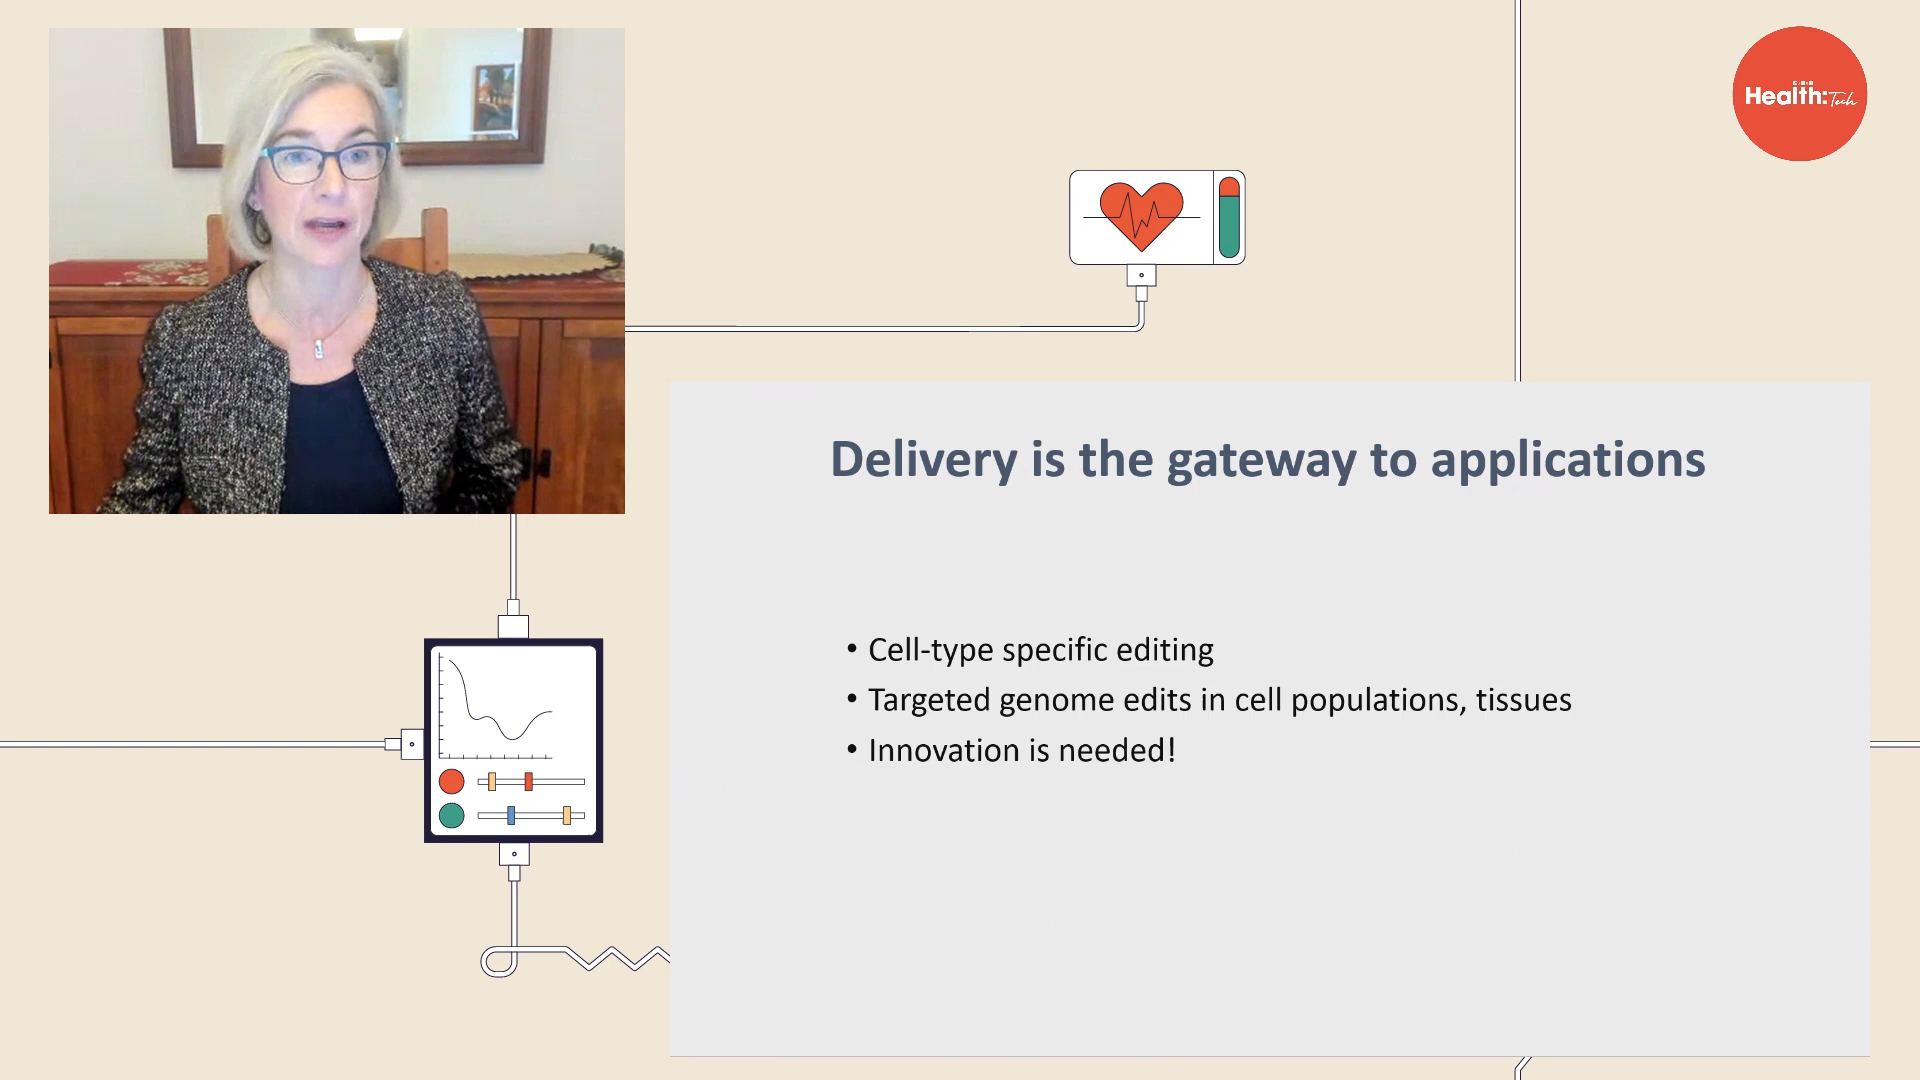 Health:Tech
Delivery is the gateway to applications
• Cell-type specific editing
• Targeted genome edits in cell populations, tissues
• Innovation is needed!